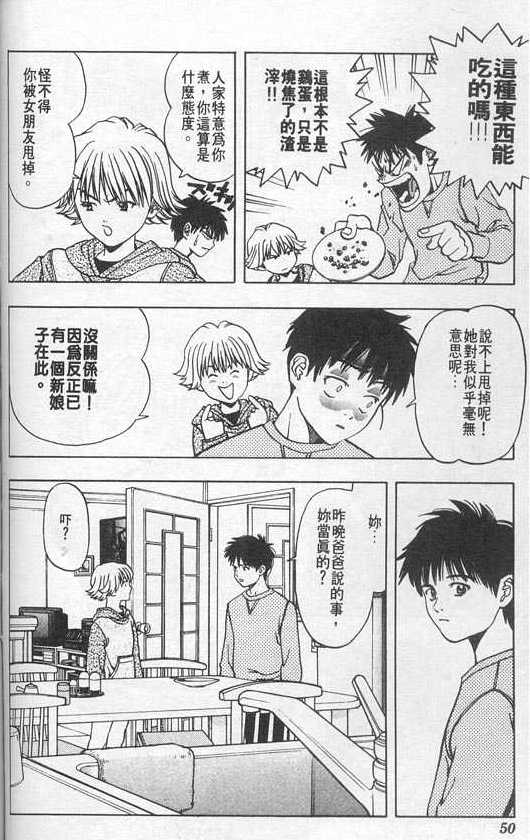 這種東西能
吃的嗎!!!
這根本不是
雞蛋，只是
燒焦了的渣
滓!!
人家特意為你
煮，你這算是
什麼態度。
怪不得
你被女朋友甩掉。
說不上甩掉呢！
她對我似乎毫無
意思呢…
沒關係嘛！
因為反正已
有一個新娘
子在此。
妳…
昨晚爸爸說的事，
妳當真的？
吓？
50